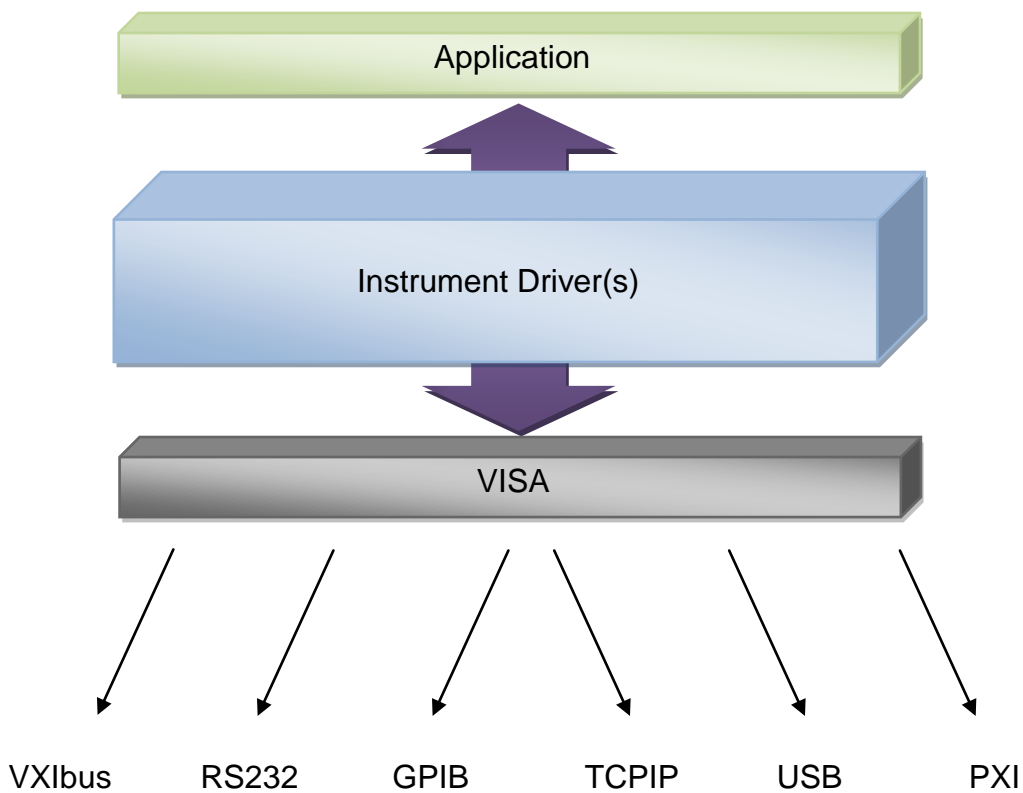 Application
Instrument Driver(s)
VISA
VXIbus RS232 GPIB TCPIP USB PXI